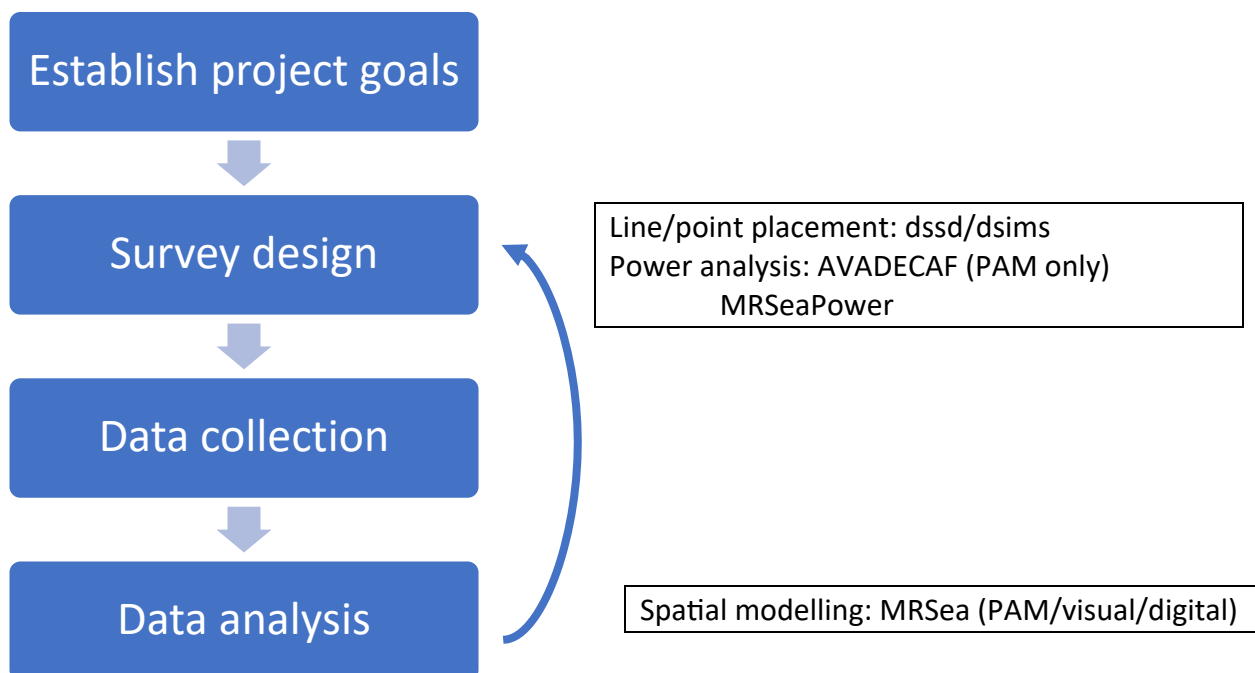 Establish project goals
Survey design
Line/point placement: dssd/dsims
Power analysis: AVADECAF (PAM only)
MRSeaPower
Data collection
Data analysis
Spatial modelling: MRSea (PAM/visual/digital)